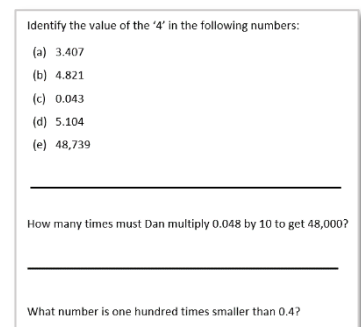 Identify the value of the ‘4’ in the following numbers:
(a) 3.407
(b) 4.821
(c) 0.043
(d) 5.104
(e) 48,739
How many times must Dan multiply 0.048 by 10 to get 48,000?
What number is one hundred times smaller than 0.4?